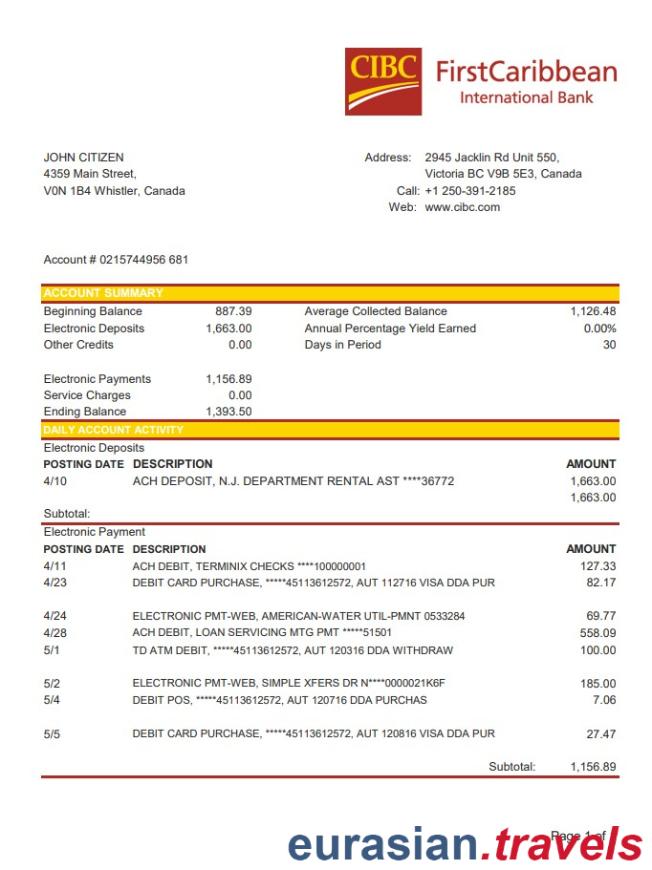 CIBC FirstCaribbean
International Bank
JOHN CITIZEN
4359 Main Street,
V0N 1B4 Whistler, Canada
Address: 2945 Jacklin Rd Unit 550,
Victoria BC V9B 5E3, Canada
Call: +1 250-391-2185
Web: www.cibc.com
Account # 0215744956 681
ACCOUNT SUMMARY
Beginning Balance 887.39 Average Collected Balance 1,126.48
Electronic Deposits 1,663.00 Annual Percentage Yield Earned 0.00%
Other Credits 0.00 Days in Period 30
Electronic Payments 1,156.89
Service Charges 0.00
Ending Balance 1,393.50
DAILY ACCOUNT ACTIVITY
Electronic Deposits
POSTING DATE DESCRIPTION AMOUNT
4/10 ACH DEPOSIT, N.J. DEPARTMENT RENTAL AST ****36772 1,663.00
1,663.00
Subtotal:
Electronic Payment
POSTING DATE DESCRIPTION AMOUNT
4/11 ACH DEBIT, TERMINIX CHECKS ****100000001 127.33
4/23 DEBIT CARD PURCHASE, *****45113612572, AUT 112716 VISA DDA PUR 82.17
4/24 ELECTRONIC PMT-WEB, AMERICAN-WATER UTIL-PMNT 0533284 69.77
4/28 ACH DEBIT, LOAN SERVICING MTG PMT *****51501 558.09
5/1 TD ATM DEBIT, *****45113612572, AUT 120316 DDA WITHDRAW 100.00
5/2 ELECTRONIC PMT-WEB, SIMPLE XFERS DR N****0000021K6F 185.00
5/4 DEBIT POS, *****45113612572, AUT 120716 DDA PURCHAS 7.06
5/5 DEBIT CARD PURCHASE, *****45113612572, AUT 120816 VISA DDA PUR 27.47
Subtotal: 1,156.89
Page 1 of
eurasian.travels